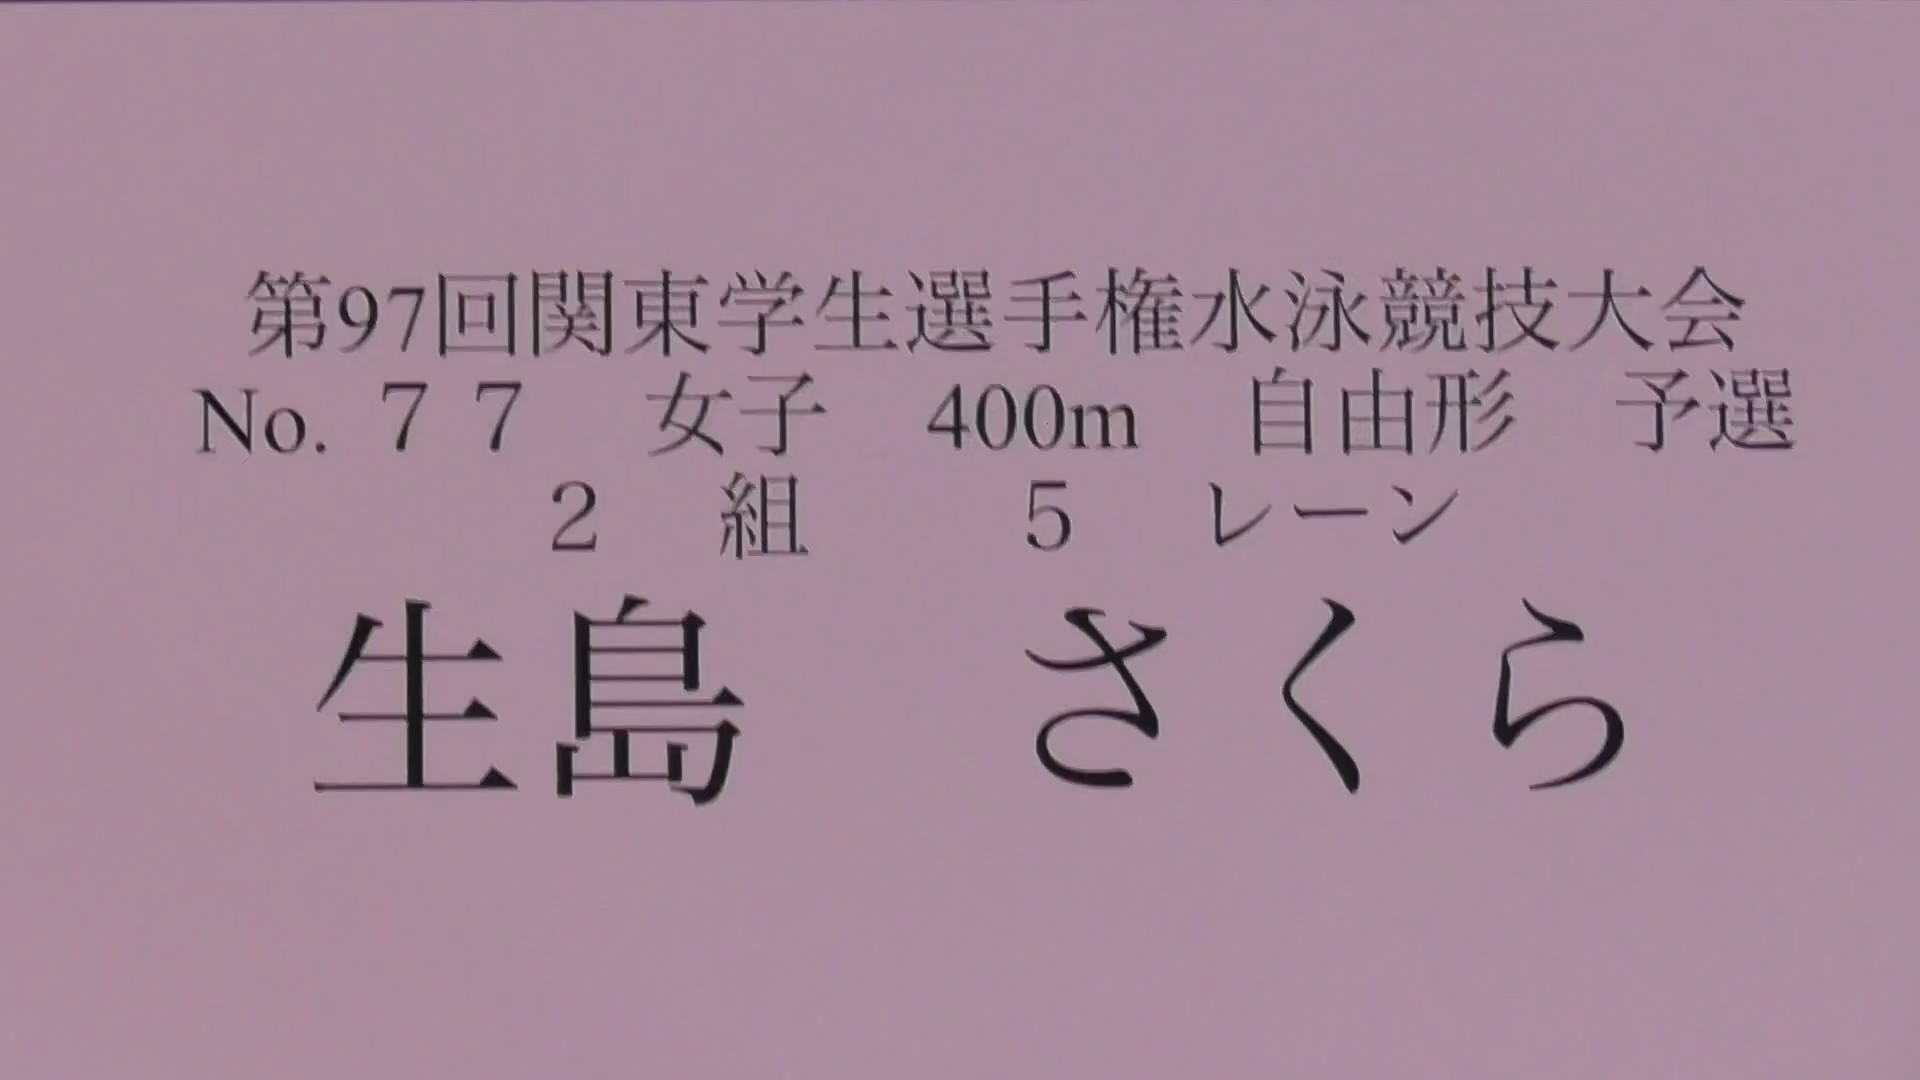 第97回関東学生選手権水泳競技大会
No. ７７　女子　400m　自由形　予選
２　組　　５　レーン
生島　さくら